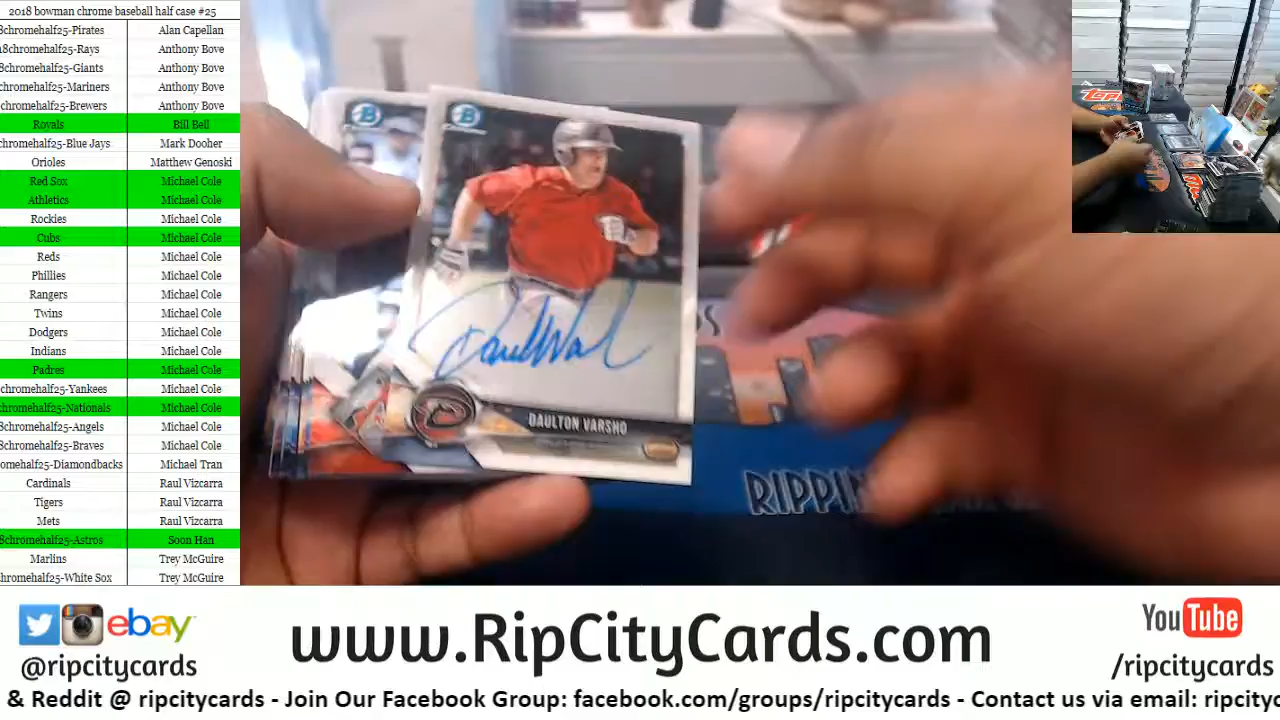 2018 bowman chrome baseball half case #25
8chromehalf25-Pirates Alan Capellan
8chromehalf25-Rays Anthony Bove
8chromehalf25-Giants Anthony Bove
chromehalf25-Mariners Anthony Bove
chromehalf25-Brewers Anthony Bove
Royals Bill Bell
chromehalf25-Blue Jays Mark Dooher
Orioles Matthew Genoski
Red Sox Michael Cole
Athletics Michael Cole
Rockies Michael Cole
Cubs Michael Cole
Reds Michael Cole
Phillies Michael Cole
Rangers Michael Cole
Twins Michael Cole
Dodgers Michael Cole
Indians Michael Cole
Padres Michael Cole
chromehalf25-Yankees Michael Cole
chromehalf25-Nationals Michael Cole
8chromehalf25-Angels Michael Cole
8chromehalf25-Braves Michael Cole
omehalf25-Diamondbacks Michael Tran
Cardinals Raul Vizcarra
Tigers Raul Vizcarra
Mets Raul Vizcarra
8chromehalf25-Astros Soon Han
Marlins Trey McGuire
chromehalf25-White Sox Trey McGuire
B
B
DAULTON VARSHO
RIPPIN
TOPPS
ebay
@ripcitycards
www.RipCityCards.com
YouTube
/ripcitycards
& Reddit @ ripcitycards - Join Our Facebook Group: facebook.com/groups/ripcitycards - Contact us via email: ripcityc